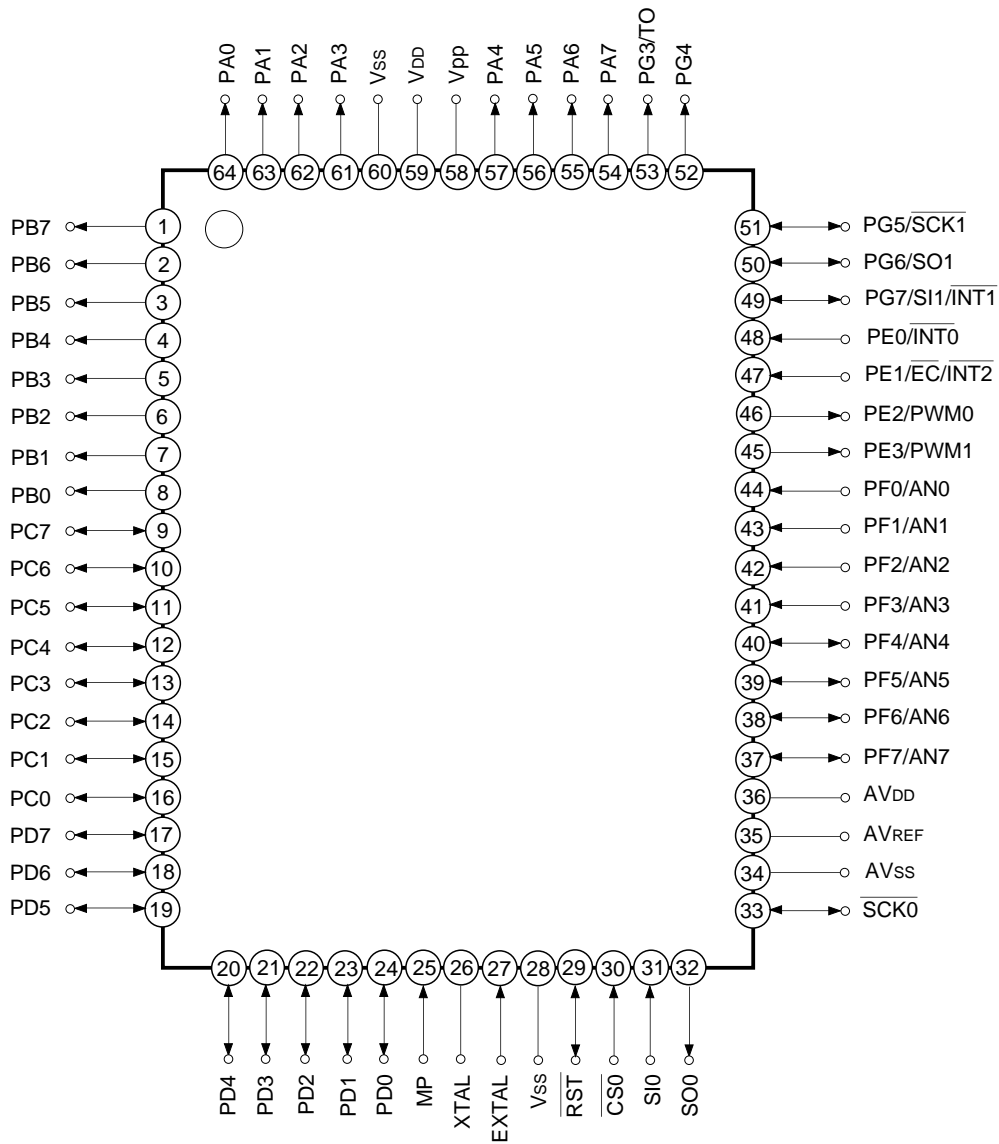 PA0
PA1
PA2
PA3
Vss
VDD
Vpp
PA4
PA5
PA6
PA7
PG3/TO
PG4
64
63
62
61
60
59
58
57
56
55
54
53
52
PB7 1
PB6 2
PB5 3
PB4 4
PB3 5
PB2 6
PB1 7
PB0 8
PC7 9
PC6 10
PC5 11
PC4 12
PC3 13
PC2 14
PC1 15
PC0 16
PD7 17
PD6 18
PD5 19
51 PG5/SCK1
50 PG6/SO1
49 PG7/SI1/INT1
48 PE0/INT0
47 PE1/EC/INT2
46 PE2/PWM0
45 PE3/PWM1
44 PF0/AN0
43 PF1/AN1
42 PF2/AN2
41 PF3/AN3
40 PF4/AN4
39 PF5/AN5
38 PF6/AN6
37 PF7/AN7
36 AVDD
35 AVREF
34 AVss
33 SCK0
20
21
22
23
24
25
26
27
28
29
30
31
32
PD4
PD3
PD2
PD1
PD0
MP
XTAL
EXTAL
Vss
RST
CS0
SI0
SO0